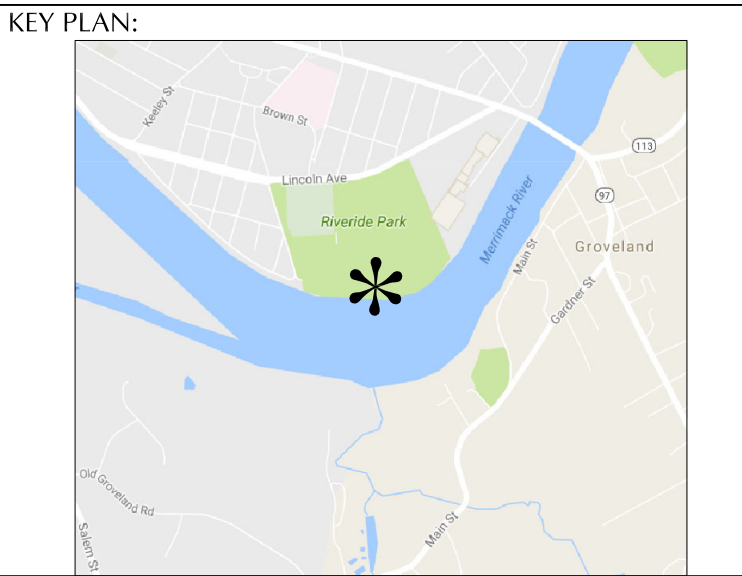 KEY PLAN:
Keeley St
Brown St
Lincoln Ave
Riveride Park
Merrimack River
113
97
Main St
Groveland
Gardner St
Old Groveland Rd
Salem St
Main St